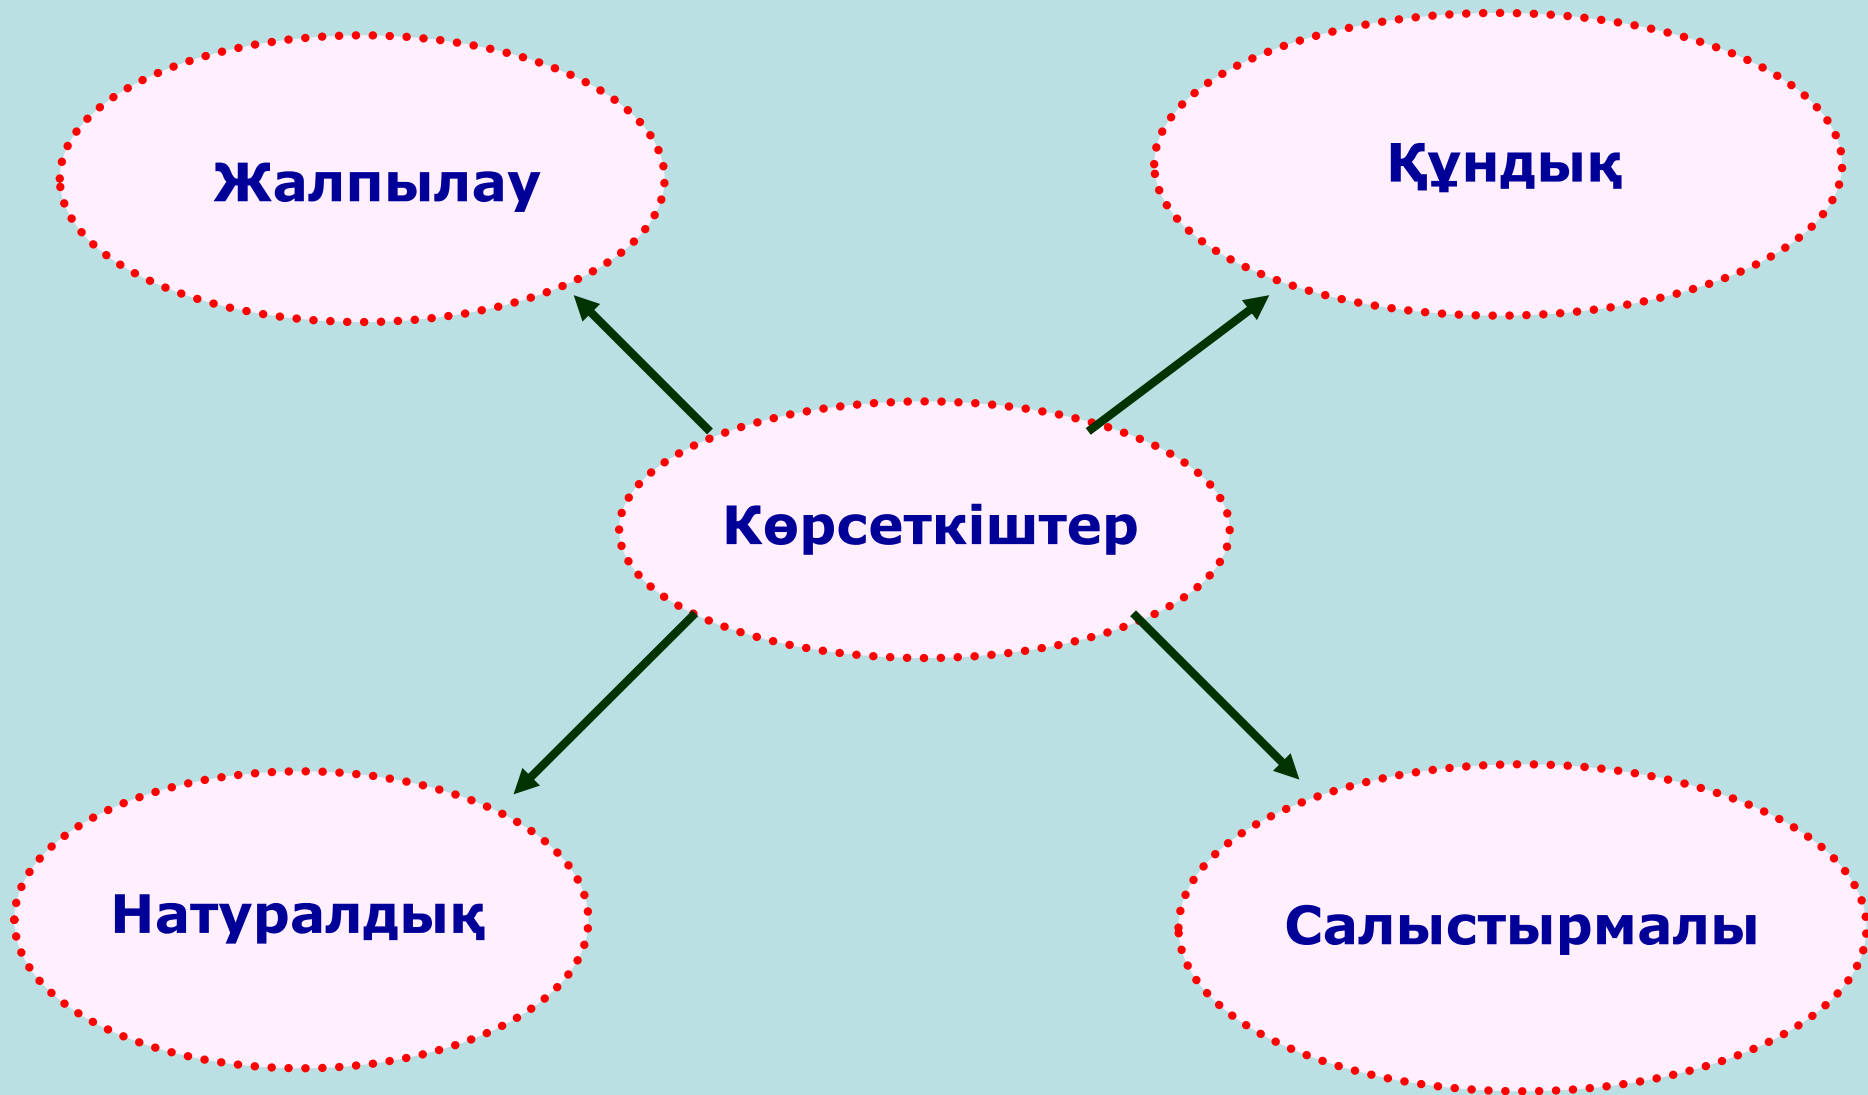 Жалпылау
Құндық
Көрсеткіштер
Натуралдық
Салыстырмалы